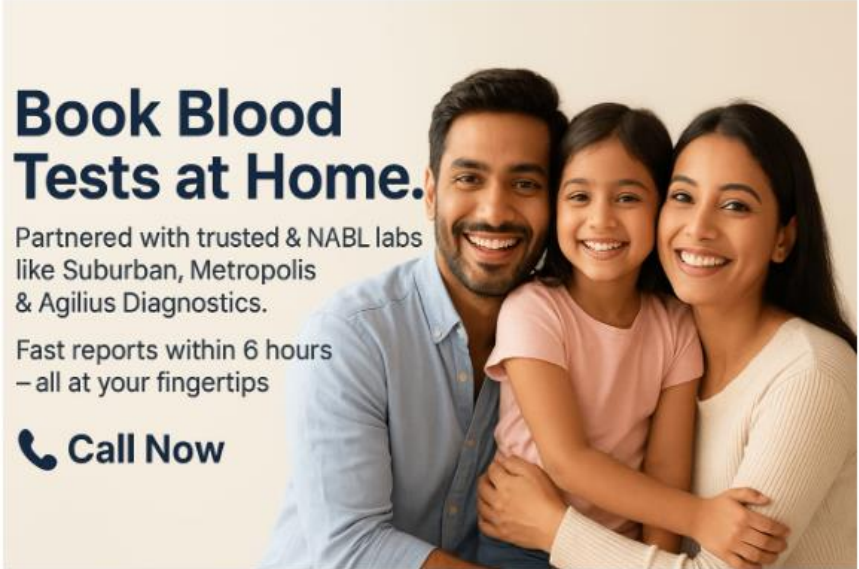 Book Blood
Tests at Home.
Partnered with trusted & NABL labs
like Suburban, Metropolis
& Agilius Diagnostics.
Fast reports within 6 hours
– all at your fingertips
Call Now